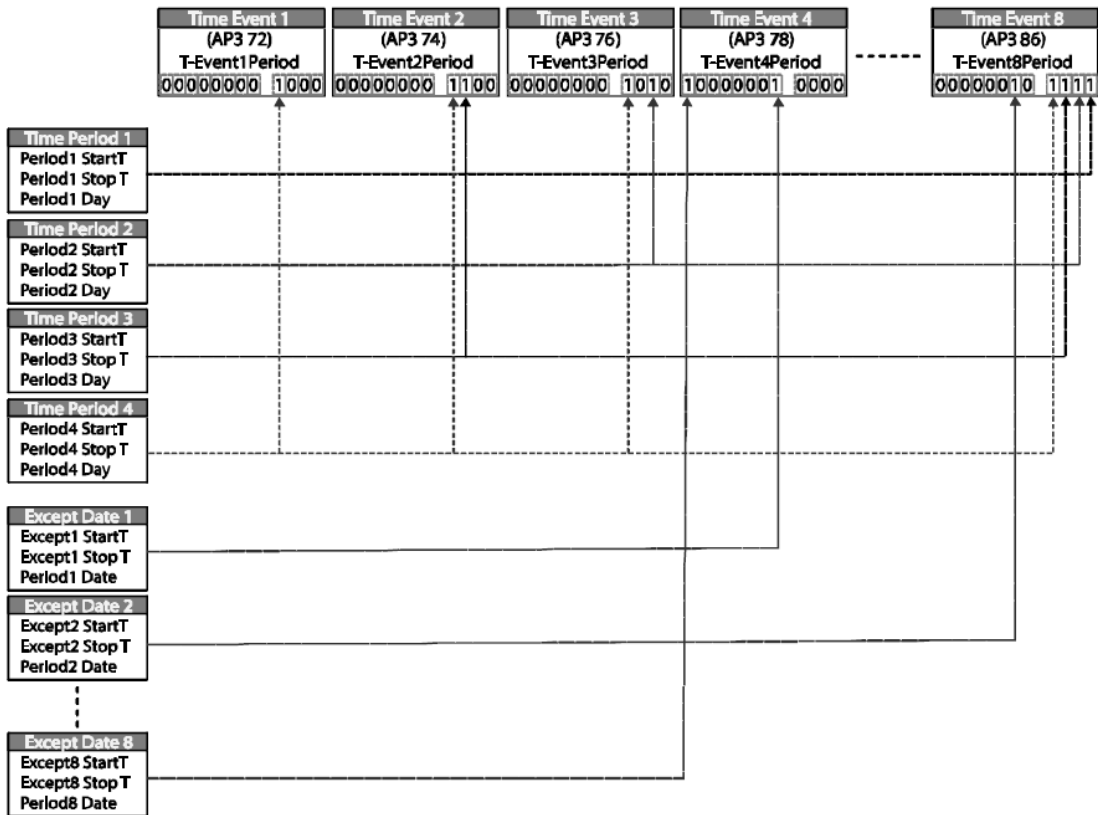 Time Event 1
(AP3 72)
T-Event1Period
00000000 1000
Time Event 2
(AP3 74)
T-Event2Period
00000000 1100
Time Event 3
(AP3 76)
T-Event3Period
00000000 1010
Time Event 4
(AP3 78)
T-Event4Period
10000001 0000
Time Event 8
(AP3 86)
T-Event8Period
00000010 1111
Time Period 1
Period1 StartT
Period1 Stop T
Period1 Day
Time Period 2
Period2 StartT
Period2 Stop T
Period2 Day
Time Period 3
Period3 StartT
Period3 Stop T
Period3 Day
Time Period 4
Period4 StartT
Period4 Stop T
Period4 Day
Except Date 1
Except1 StartT
Except1 Stop T
Period1 Date
Except Date 2
Except2 StartT
Except2 Stop T
Period2 Date
Except Date 8
Except8 StartT
Except8 Stop T
Period8 Date